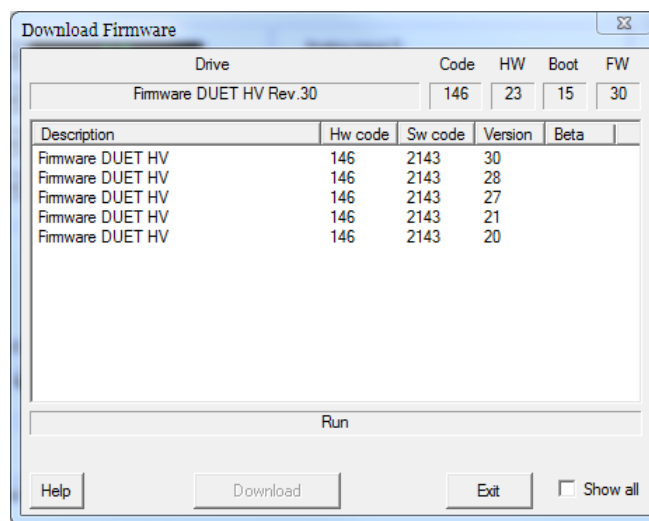 Download Firmware
Drive Code HW Boot FW
Firmware DUET HV Rev.30 146 23 15 30
Description Hw code Sw code Version Beta
Firmware DUET HV 146 2143 30
Firmware DUET HV 146 2143 28
Firmware DUET HV 146 2143 27
Firmware DUET HV 146 2143 21
Firmware DUET HV 146 2143 20
Run
Help Download Exit Show all